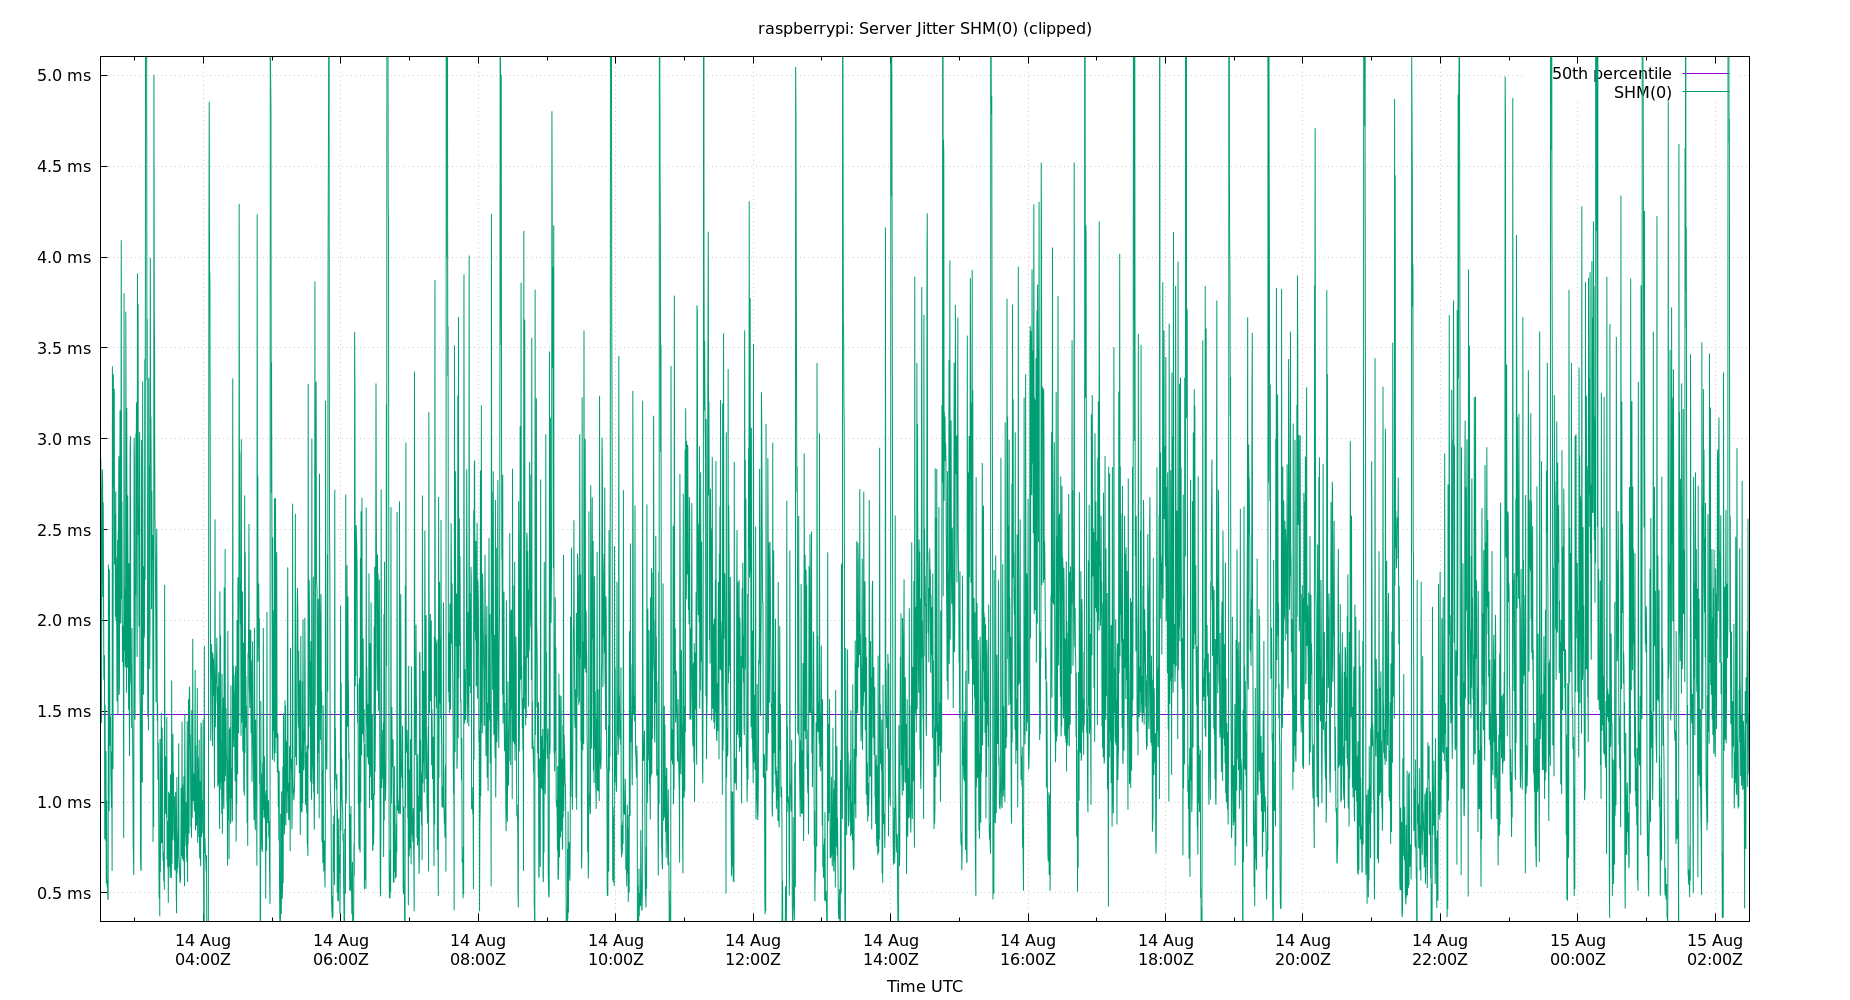 raspberrypi: Server Jitter SHM(0) (clipped)
5.0 ms
4.5 ms
4.0 ms
3.5 ms
3.0 ms
2.5 ms
2.0 ms
1.5 ms
1.0 ms
0.5 ms
50th percentile
SHM(0)
14 Aug 14 Aug 14 Aug 14 Aug 14 Aug 14 Aug 14 Aug 14 Aug 14 Aug 14 Aug 15 Aug 15 Aug
04:00Z 06:00Z 08:00Z 10:00Z 12:00Z 14:00Z 16:00Z 18:00Z 20:00Z 22:00Z 00:00Z 02:00Z
Time UTC